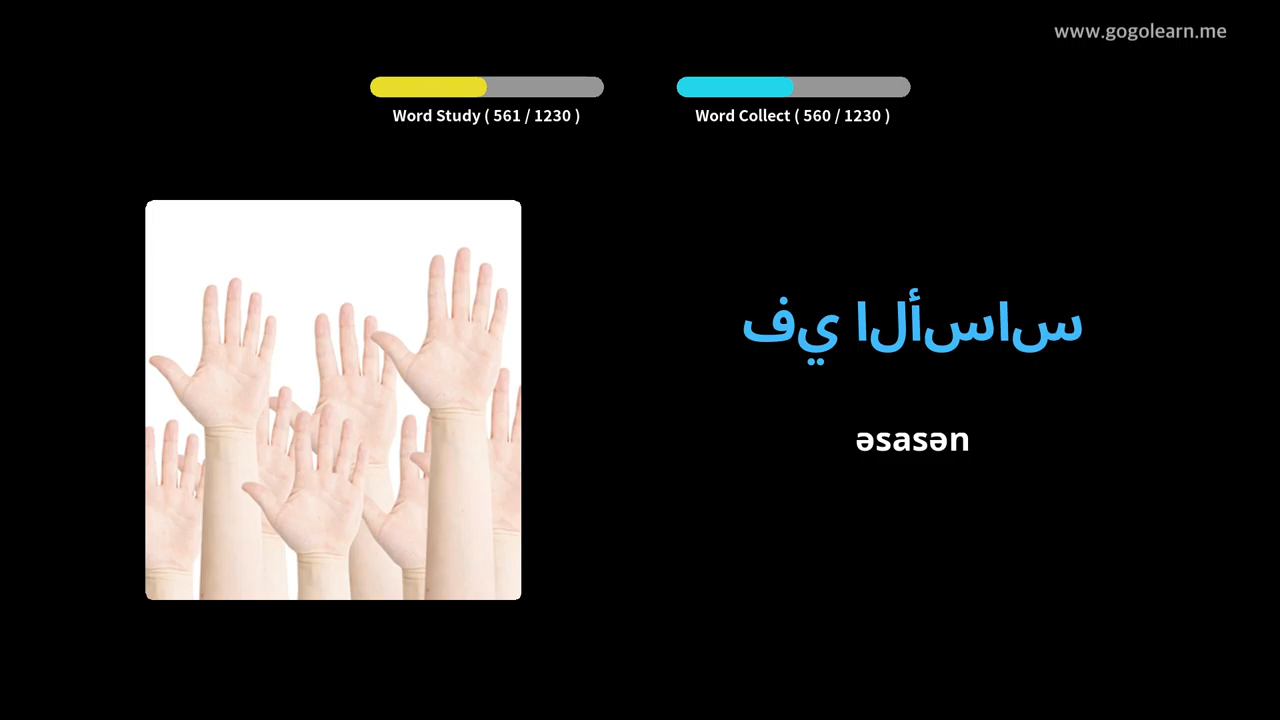 www.gogolearn.me
Word Study ( 561 / 1230 )
Word Collect ( 560 / 1230 )
في الأساس
əsasən